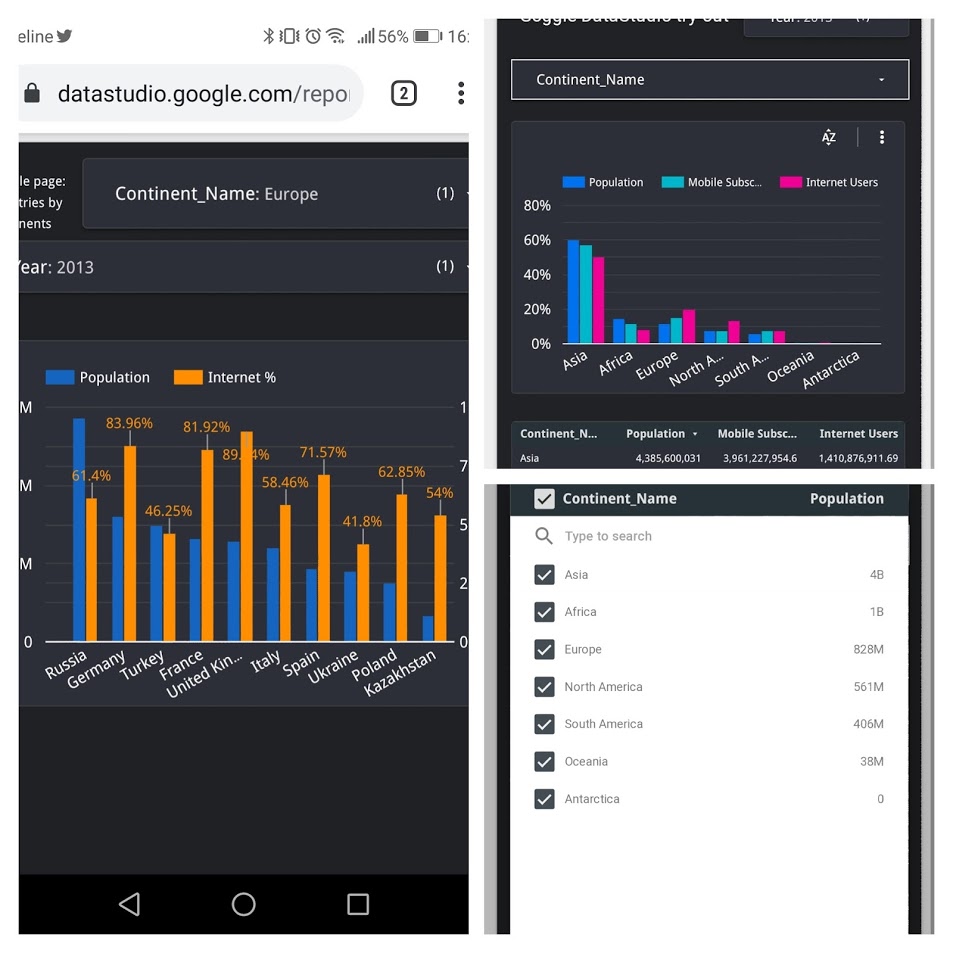 eline
56%
16:
datastudio.google.com/repo
2
le page:
tries by
nents
Continent_Name: Europe
(1)
Year: 2013
(1)
Population
Internet %
M
1
83.96%
81.92%
71.57%
7
61.4%
62.85%
58.46%
M
54%
46.25%
41.8%
5
M
2
0
0
Russia
Germany
Turkey
France
United Kin...
Italy
Spain
Ukraine
Poland
Kazakhstan
Goggle DataStudio try out
Year: 2013
(1)
Continent_Name
AZ
Population
Mobile Subsc...
Internet Users
80%
60%
40%
20%
0%
Asia
Africa
Europe
North A...
South A...
Oceania
Antarctica
Continent_N...
Population
Mobile Subsc...
Internet Users
Asia
4,385,600,031
3,961,227,954.6
1,410,876,911.69
Continent_Name
Population
Type to search
Asia
4B
Africa
1B
Europe
828M
North America
561M
South America
406M
Oceania
38M
Antarctica
0